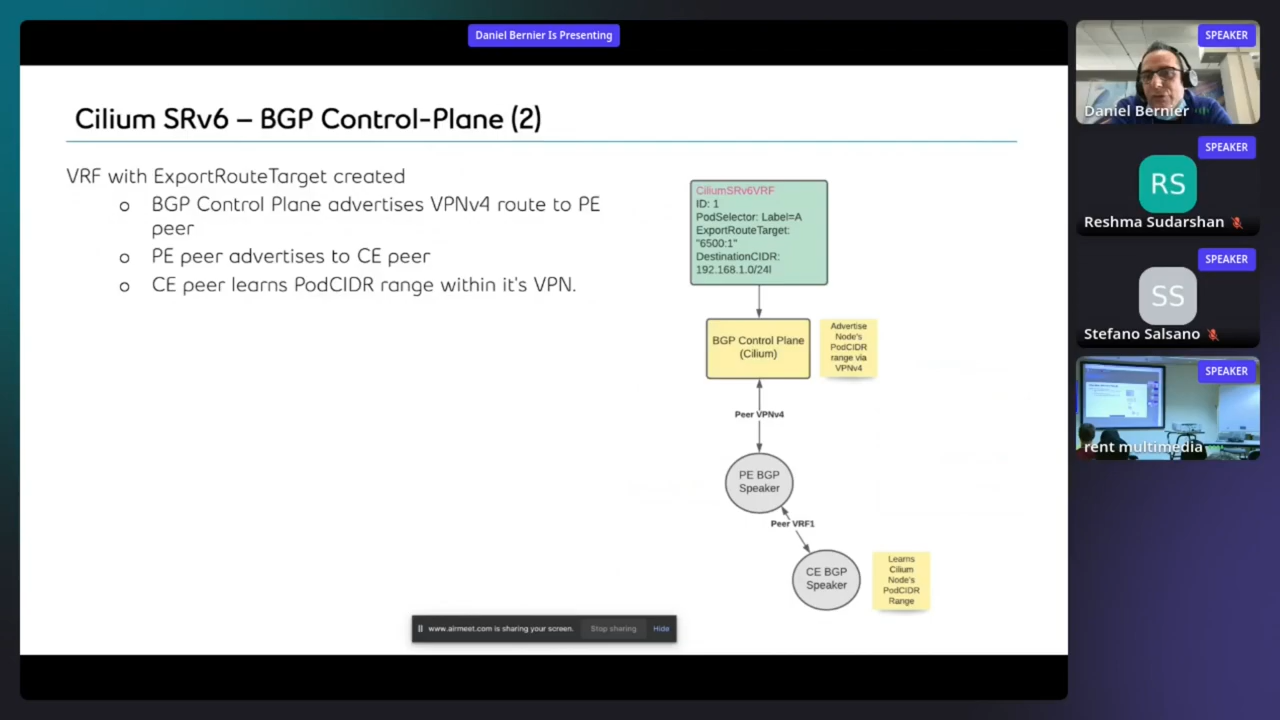 Daniel Bernier Is Presenting
Cilium SRv6 – BGP Control-Plane (2)
VRF with ExportRouteTarget created
o BGP Control Plane advertises VPNv4 route to PE
peer
o PE peer advertises to CE peer
o CE peer learns PodCIDR range within it's VPN.
CiliumSRv6VRF
ID: 1
PodSelector: Label=A
ExportRouteTarget:
"6500:1"
DestinationCIDR:
192.168.1.0/24l
BGP Control Plane
(Cilium)
Advertise
Node's
PodCIDR
range via
VPNv4
Peer VPNv4
PE BGP
Speaker
Peer VRF1
CE BGP
Speaker
Learns
Cilium
Node's
PodCIDR
Range
www.airmeet.com is sharing your screen.
Stop sharing
Hide
SPEAKER
Daniel Bernier
SPEAKER
RS
Reshma Sudarshan
SPEAKER
SS
Stefano Salsano
SPEAKER
rent multimedia